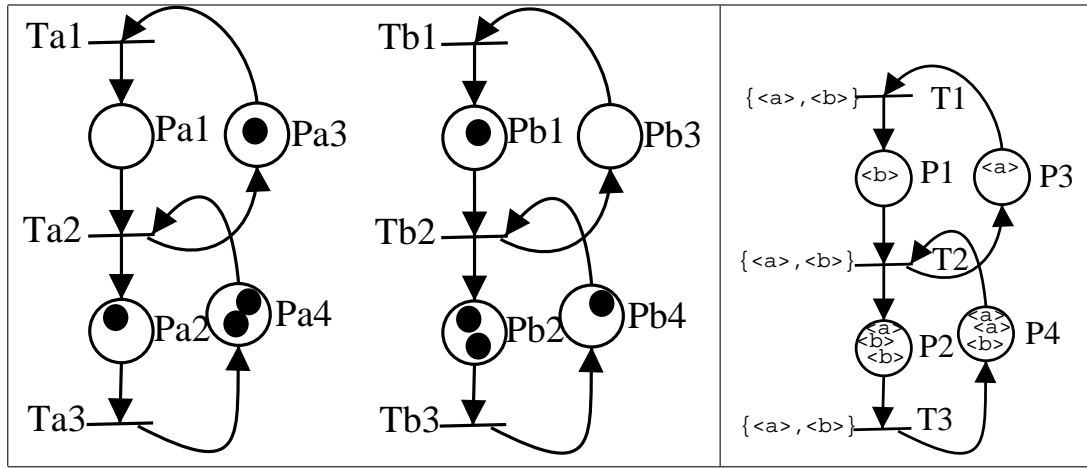 Ta1
Pa1
Pa3
Ta2
Pa2
Pa4
Ta3
Tb1
Pb1
Pb3
Tb2
Pb2
Pb4
Tb3
{<a>,<b>}
T1
<b>
P1
<a>
P3
{<a>,<b>}
T2
<a>
<b>
<b>
P2
<a>
<a>
<b>
P4
{<a>,<b>}
T3